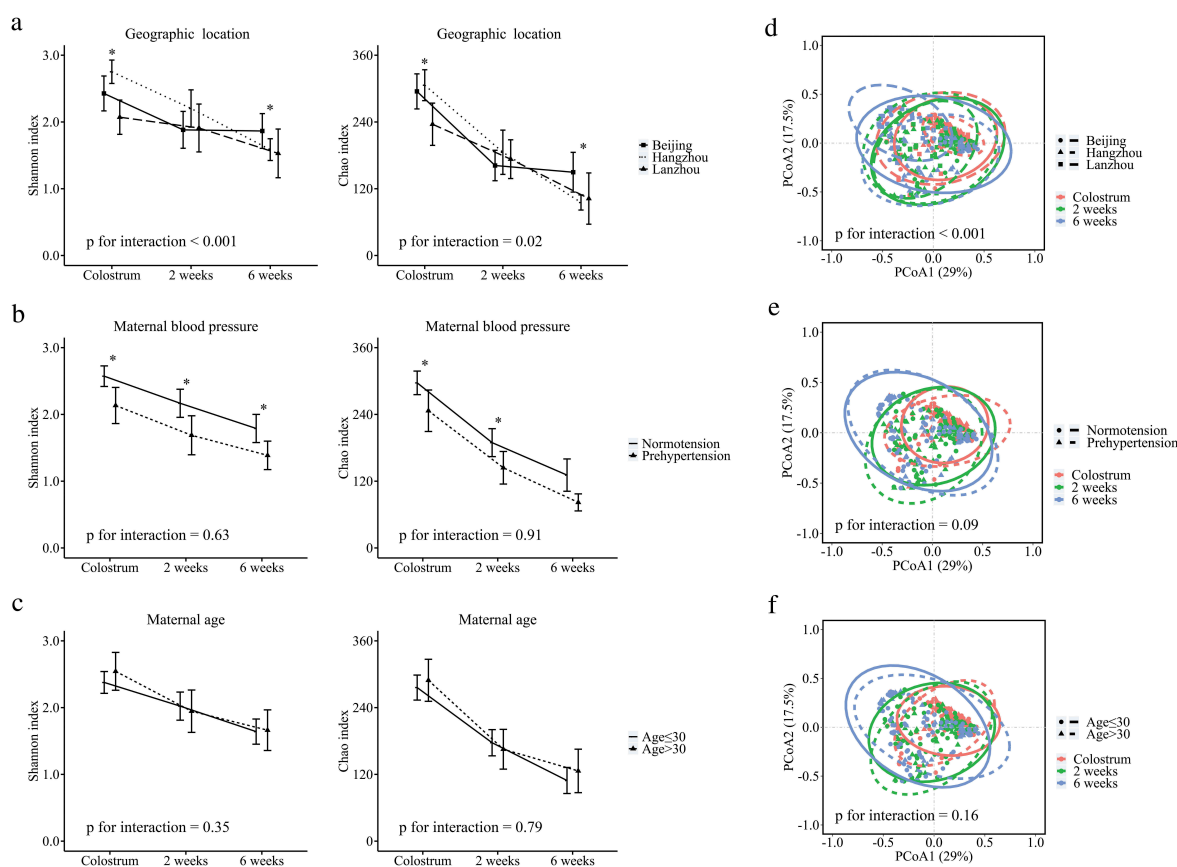 a
Geographic location
Shannon index
3.0
2.0
1.0
0.0
*
*
p for interaction < 0.001
Colostrum 2 weeks 6 weeks
Geographic location
Chao index
360
240
120
0
*
*
p for interaction = 0.02
Colostrum 2 weeks 6 weeks
Beijing
Hangzhou
Lanzhou
d
PCoA2 (17.5%)
1.0
0.5
0.0
-0.5
-1.0
p for interaction < 0.001
-1.0 -0.5 0.0 0.5 1.0
PCoA1 (29%)
Beijing
Hangzhou
Lanzhou
Colostrum
2 weeks
6 weeks
b
Maternal blood pressure
Shannon index
3.0
2.0
1.0
0.0
*
*
*
p for interaction = 0.63
Colostrum 2 weeks 6 weeks
Maternal blood pressure
Chao index
360
240
120
0
*
*
p for interaction = 0.91
Colostrum 2 weeks 6 weeks
Normotension
Prehypertension
e
PCoA2 (17.5%)
1.0
0.5
0.0
-0.5
-1.0
p for interaction = 0.09
-1.0 -0.5 0.0 0.5 1.0
PCoA1 (29%)
Normotension
Prehypertension
Colostrum
2 weeks
6 weeks
c
Maternal age
Shannon index
3.0
2.0
1.0
0.0
p for interaction = 0.35
Colostrum 2 weeks 6 weeks
Maternal age
Chao index
360
240
120
0
p for interaction = 0.79
Colostrum 2 weeks 6 weeks
Age≤30
Age>30
f
PCoA2 (17.5%)
1.0
0.5
0.0
-0.5
-1.0
p for interaction = 0.16
-1.0 -0.5 0.0 0.5 1.0
PCoA1 (29%)
Age≤30
Age>30
Colostrum
2 weeks
6 weeks